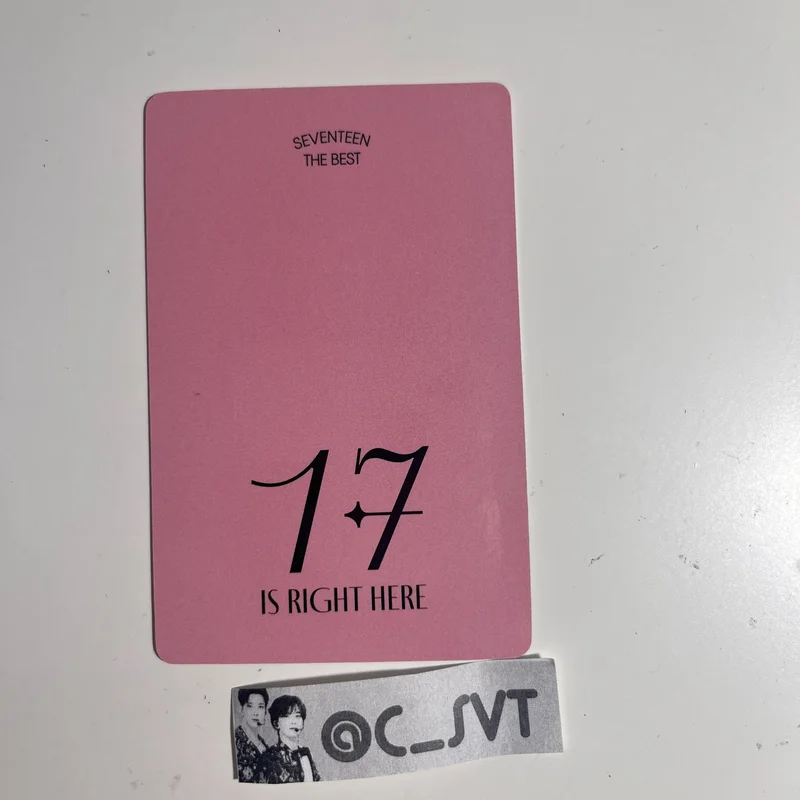 SEVENTEEN
THE BEST
17
IS RIGHT HERE
@C_SVT